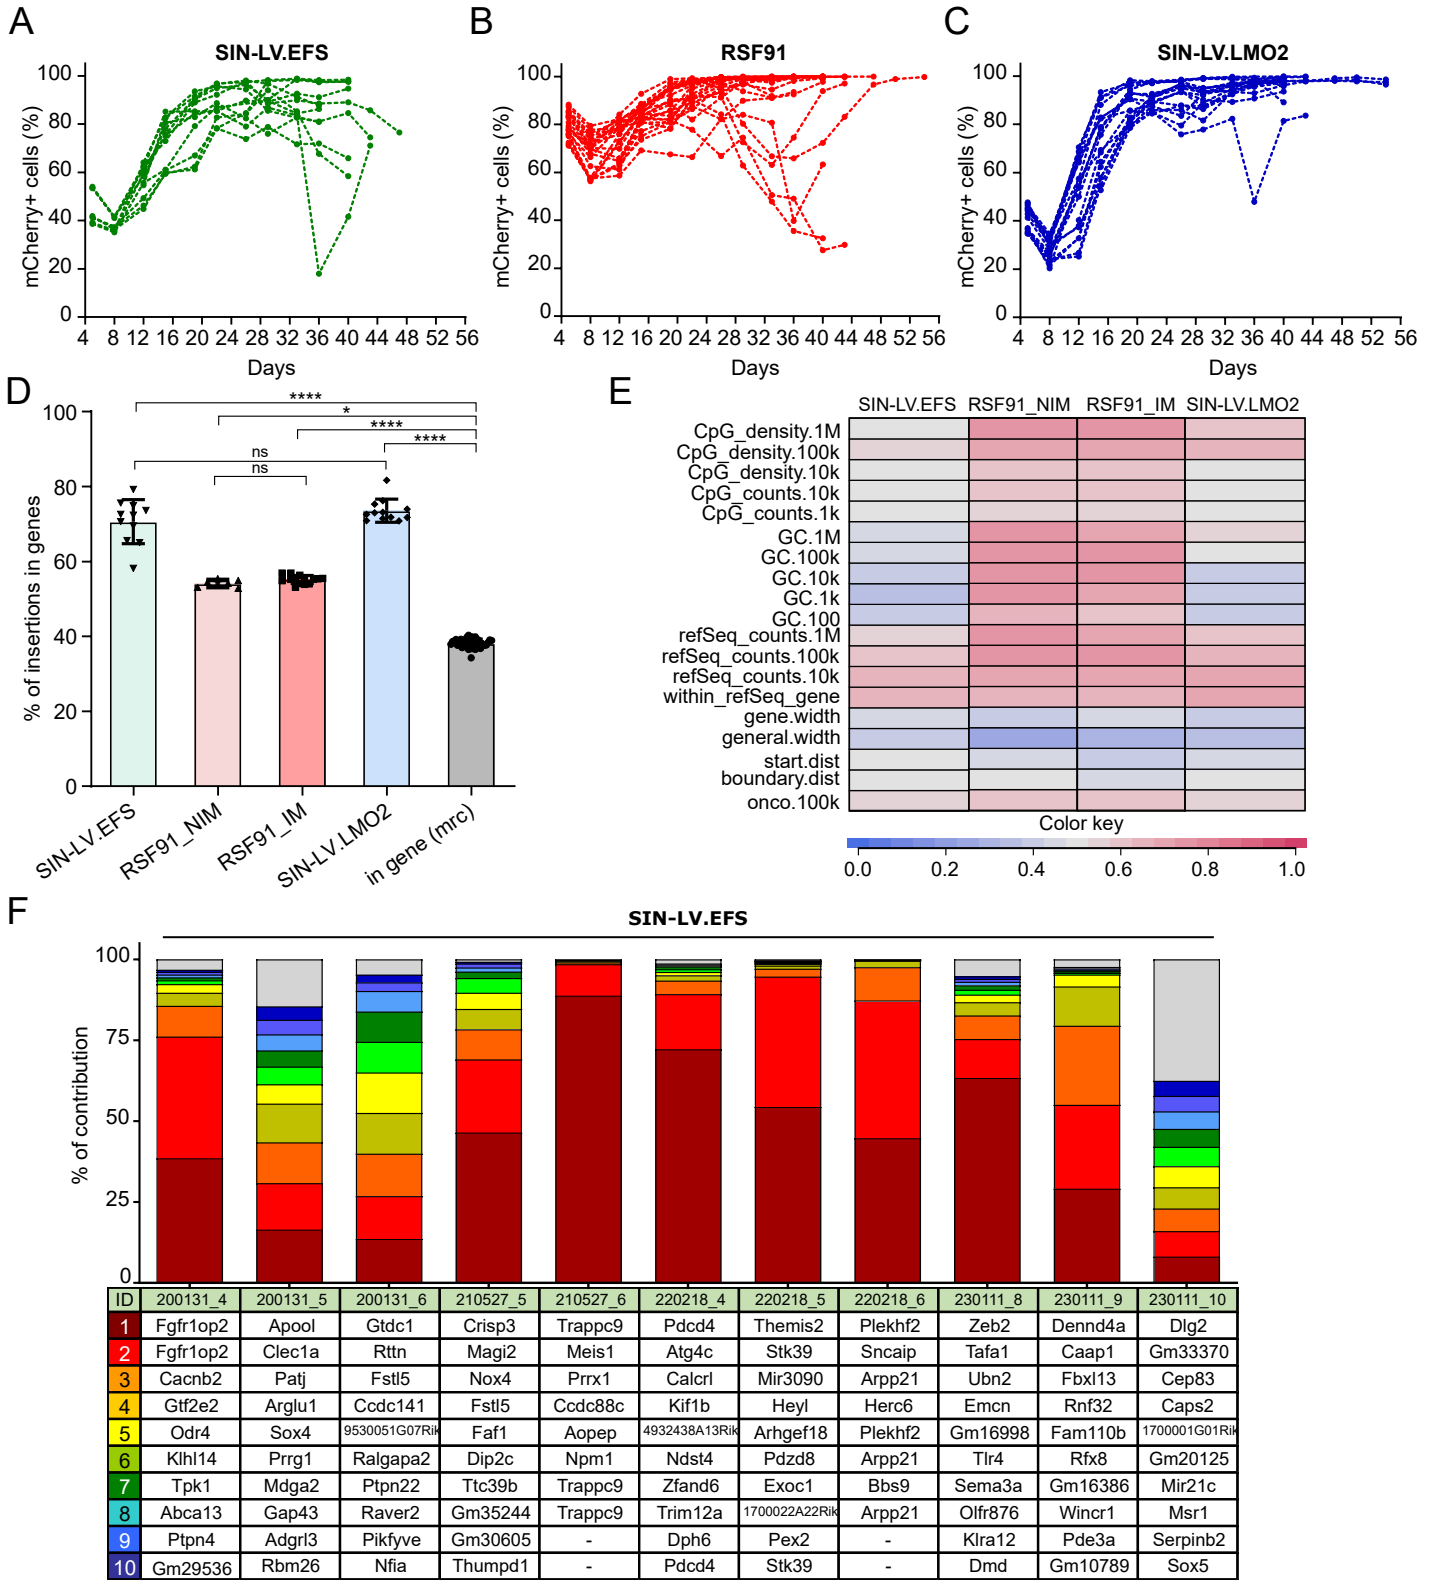 A
B
C
SIN-LV.EFS
RSF91
SIN-LV.LMO2
mCherry+ cells (%)
100
80
60
40
20
0
4 8 12 16 20 24 28 32 36 40 44 48 52 56
Days
mCherry+ cells (%)
100
80
60
40
20
0
4 8 12 16 20 24 28 32 36 40 44 48 52 56
Days
mCherry+ cells (%)
100
80
60
40
20
0
4 8 12 16 20 24 28 32 36 40 44 48 52 56
Days
D
% of insertions in genes
100
80
60
40
20
0
****
*
****
****
ns
ns
SIN-LV.EFS
RSF91_NIM
RSF91_IM
SIN-LV.LMO2
in gene (mrc)
E
SIN-LV.EFS RSF91_NIM RSF91_IM SIN-LV.LMO2
CpG_density.1M
CpG_density.100k
CpG_density.10k
CpG_counts.10k
CpG_counts.1k
GC.1M
GC.100k
GC.10k
GC.1k
GC.100
refSeq_counts.1M
refSeq_counts.100k
refSeq_counts.10k
within_refSeq_gene
gene.width
general.width
start.dist
boundary.dist
onco.100k
Color key
0.0 0.2 0.4 0.6 0.8 1.0
F
SIN-LV.EFS
% of contribution
100
75
50
25
0
ID 200131_4 200131_5 200131_6 210527_5 210527_6 220218_4 220218_5 220218_6 230111_8 230111_9 230111_10
1 Fgfr1op2 Apool Gtdc1 Crisp3 Trappc9 Pdcd4 Themis2 Plekhf2 Zeb2 Dennd4a Dlg2
2 Fgfr1op2 Clec1a Rttn Magi2 Meis1 Atg4c Stk39 Sncaip Tafa1 Caap1 Gm33370
3 Cacnb2 Patj Fstl5 Nox4 Prrx1 Calcrl Mir3090 Arpp21 Ubn2 Fbxl13 Cep83
4 Gtf2e2 Arglu1 Ccdc141 Fstl5 Ccdc88c Kif1b Heyl Herc6 Emcn Rnf32 Caps2
5 Odr4 Sox4 9530051G07Rik Faf1 Aopep 4932438A13Rik Arhgef18 Plekhf2 Gm16998 Fam110b 1700001G01Rik
6 Klhl14 Prrg1 Ralgapa2 Dip2c Npm1 Ndst4 Pdzd8 Arpp21 Tlr4 Rfx8 Gm20125
7 Tpk1 Mdga2 Ptpn22 Ttc39b Trappc9 Zfand6 Exoc1 Bbs9 Sema3a Gm16386 Mir21c
8 Abca13 Gap43 Raver2 Gm35244 Trappc9 Trim12a 1700022A22Rik Arpp21 Olfr876 Wincr1 Msr1
9 Ptpn4 Adgrl3 Pikfyve Gm30605 - Dph6 Pex2 - Klra12 Pde3a Serpinb2
10 Gm29536 Rbm26 Nfia Thumpd1 - Pdcd4 Stk39 - Dmd Gm10789 Sox5